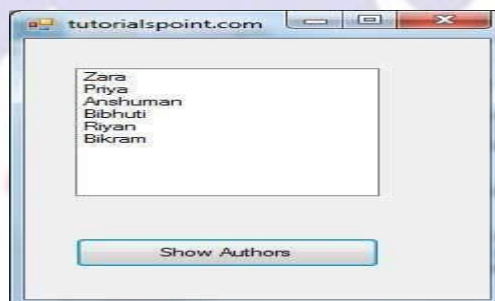 tutorialspoint.com
Zara
Priya
Anshuman
Bibhuti
Riyan
Bikram
Show Authors